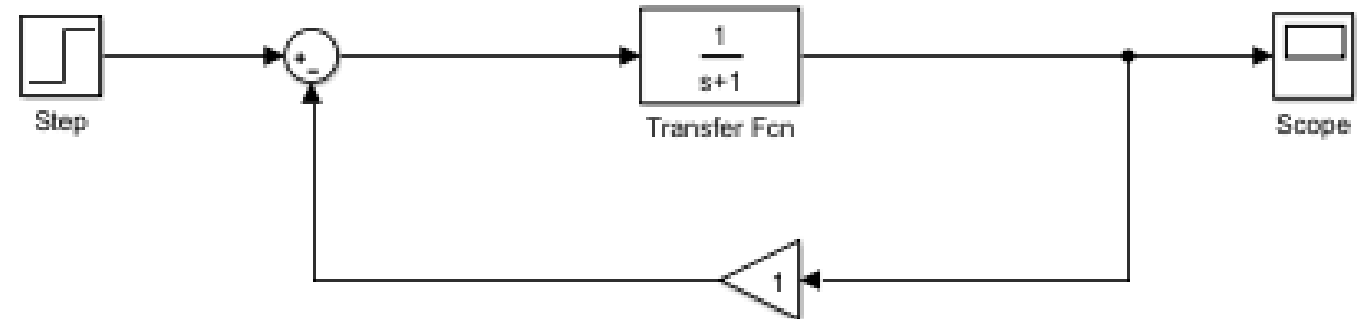 +
−
1
s+1
Step
Transfer Fcn
Scope
1